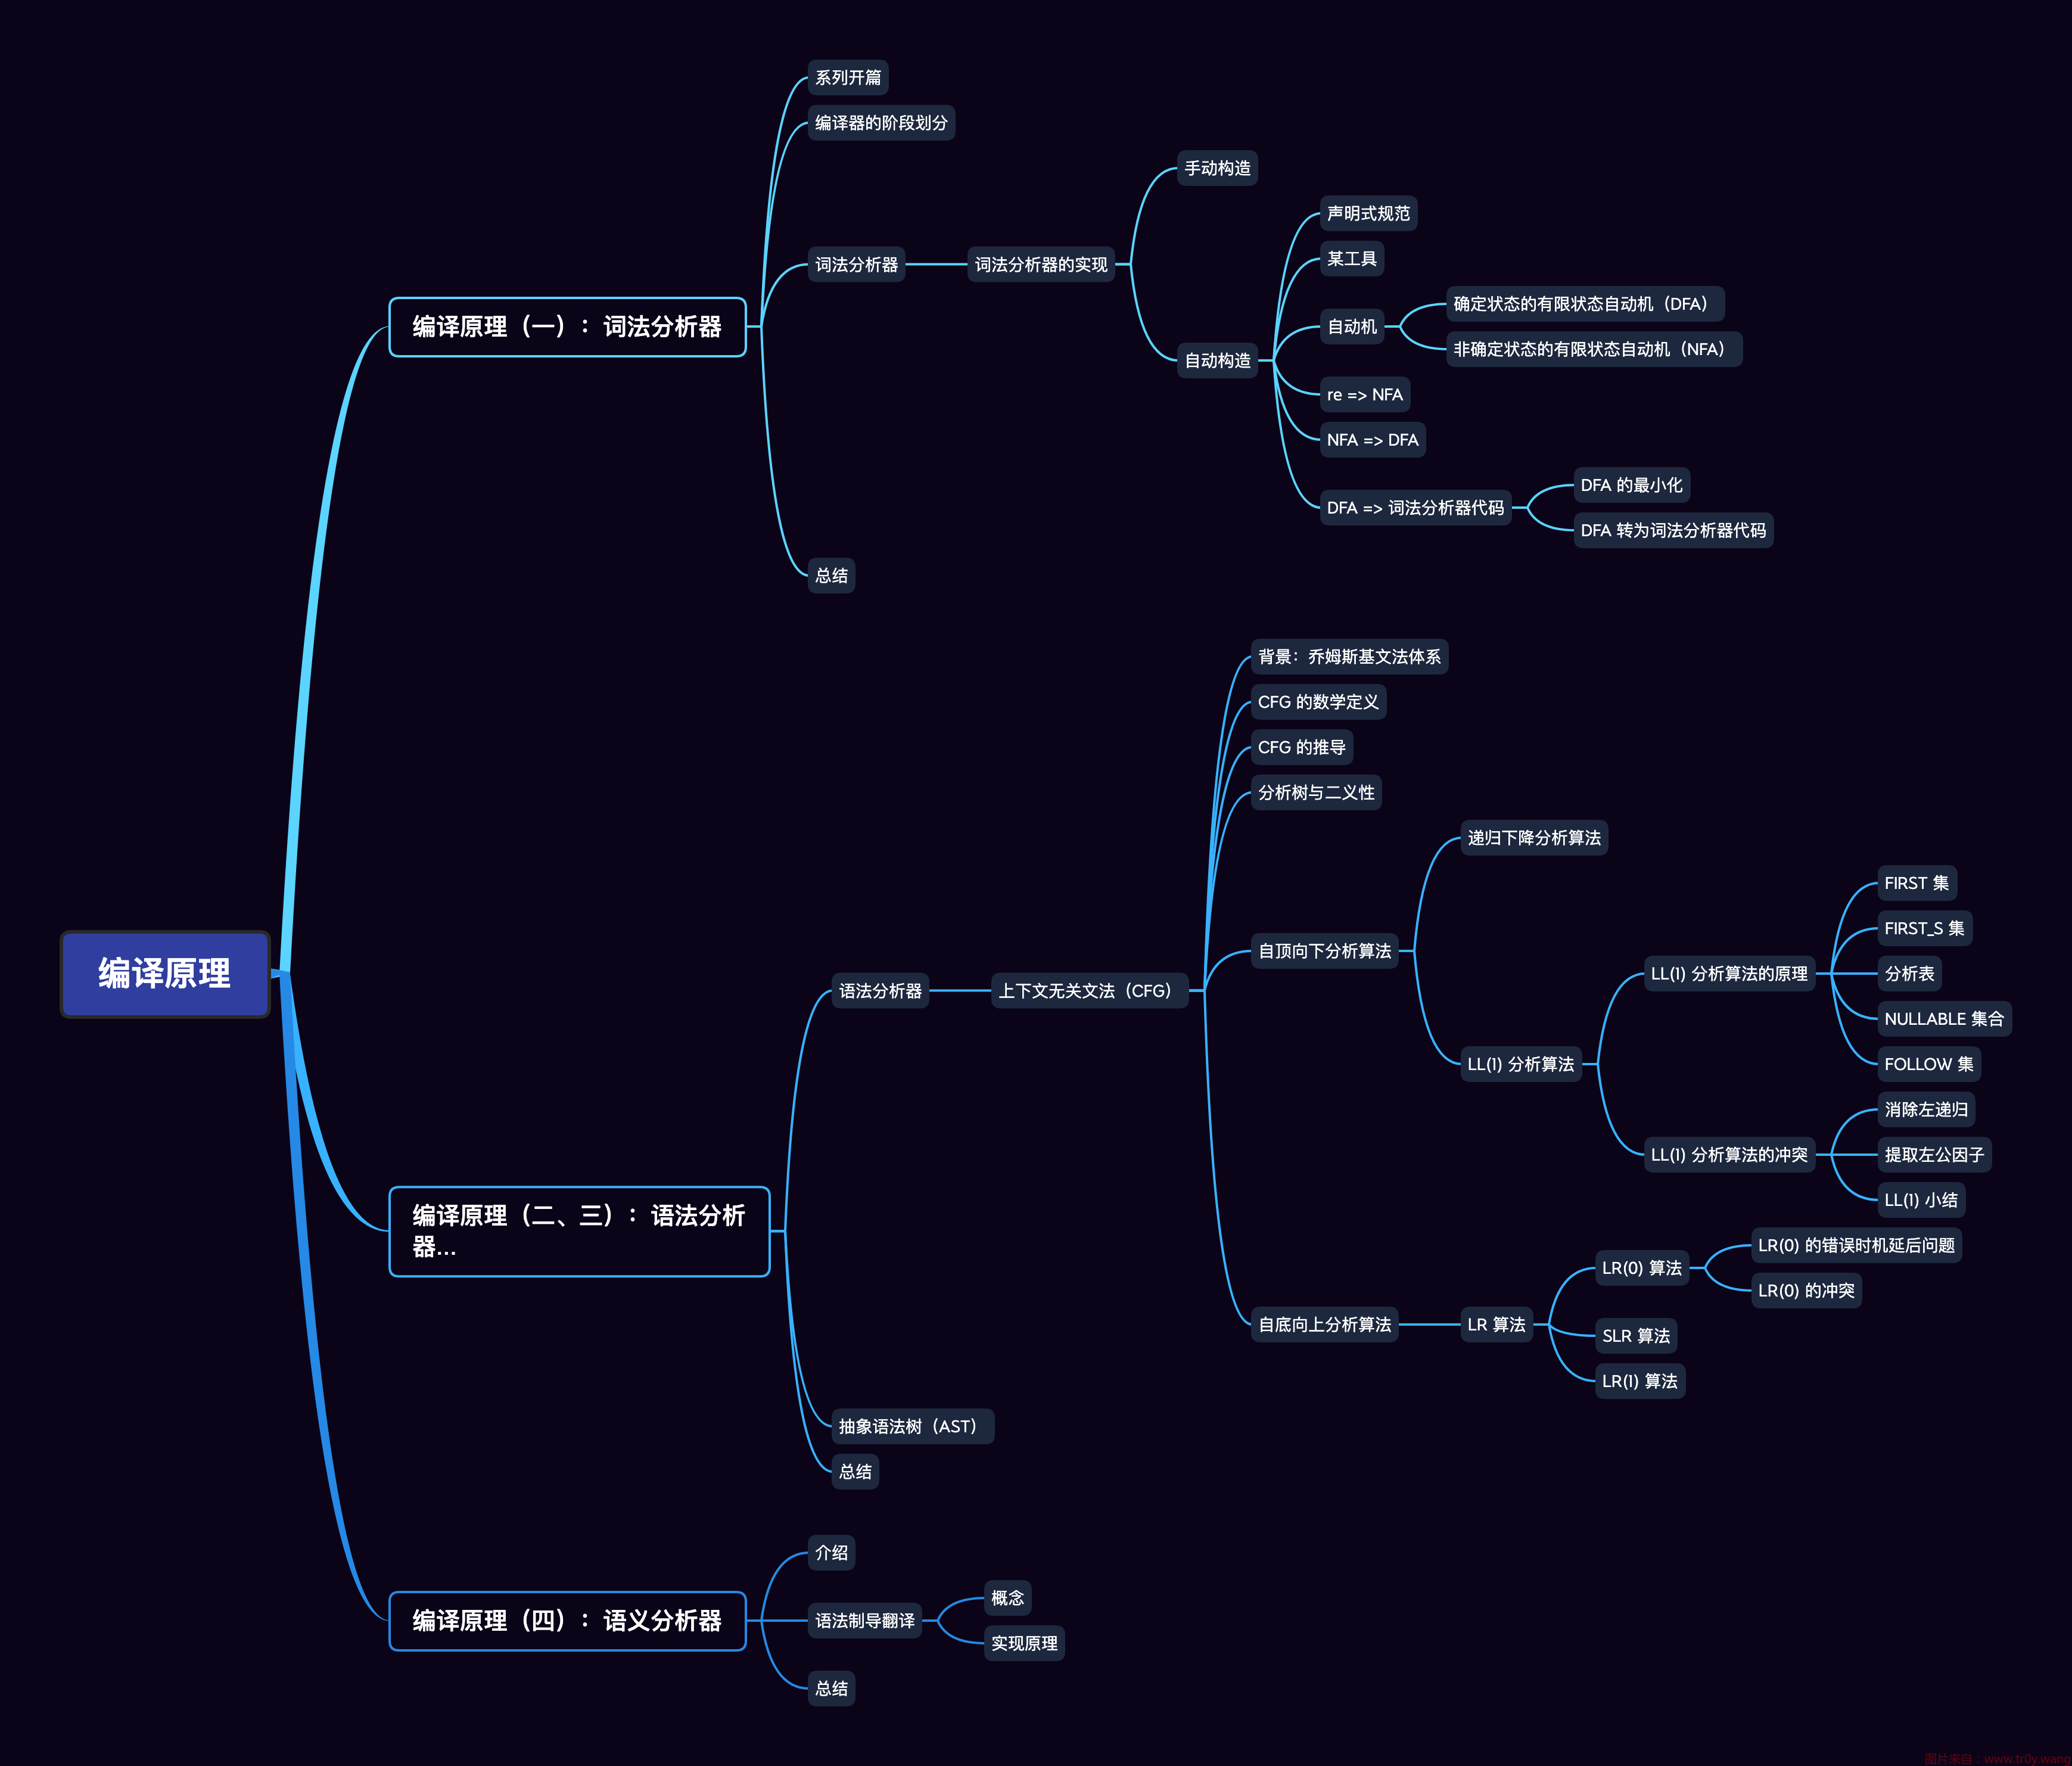 编译原理
编译原理（一）：词法分析器
系列开篇
编译器的阶段划分
词法分析器
词法分析器的实现
手动构造
自动构造
声明式规范
某工具
自动机
确定状态的有限状态自动机（DFA）
非确定状态的有限状态自动机（NFA）
re => NFA
NFA => DFA
DFA => 词法分析器代码
DFA 的最小化
DFA 转为词法分析器代码
总结
编译原理（二、三）：语法分析
器...
语法分析器
上下文无关文法（CFG）
背景：乔姆斯基文法体系
CFG 的数学定义
CFG 的推导
分析树与二义性
自顶向下分析算法
递归下降分析算法
LL(1) 分析算法
LL(1) 分析算法的原理
FIRST 集
FIRST_S 集
分析表
NULLABLE 集合
FOLLOW 集
LL(1) 分析算法的冲突
消除左递归
提取左公因子
LL(1) 小结
自底向上分析算法
LR 算法
LR(0) 算法
LR(0) 的错误时机延后问题
LR(0) 的冲突
SLR 算法
LR(1) 算法
抽象语法树（AST）
总结
编译原理（四）：语义分析器
介绍
语法制导翻译
概念
实现原理
总结
图片来自：www.tr0y.wang